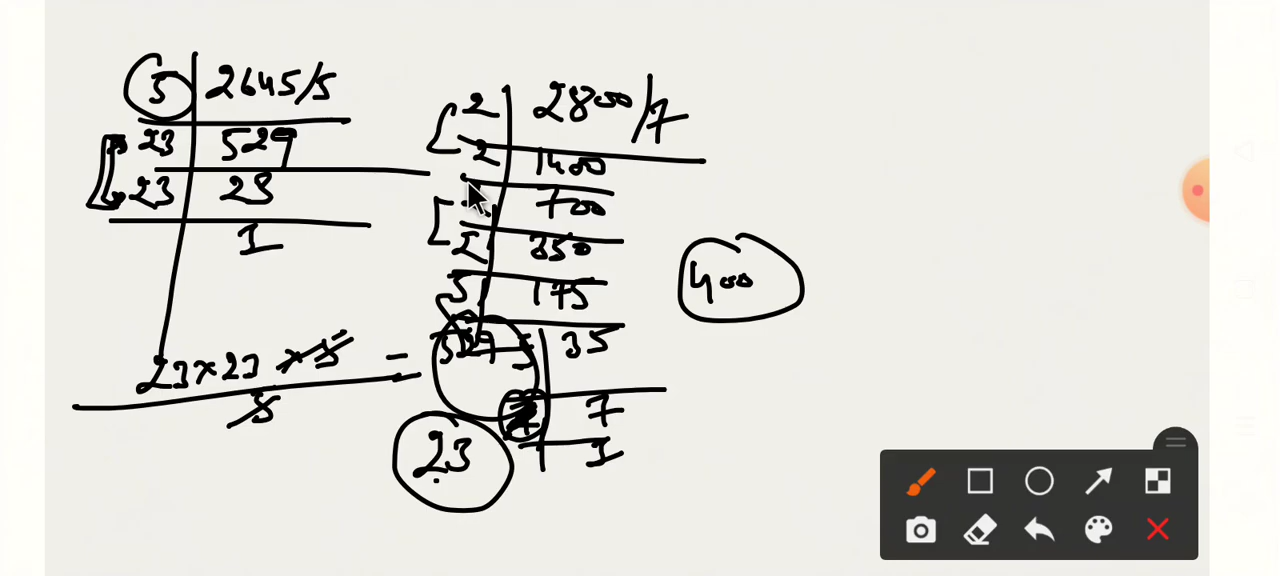 5 | 2645/5
23 | 529
23 | 23
1
23×23 ×5 =
5
529
23
2 | 2800/7
2 | 1400
2 | 700
2 | 350
5 | 175
5 | 35
7 | 7
1
400